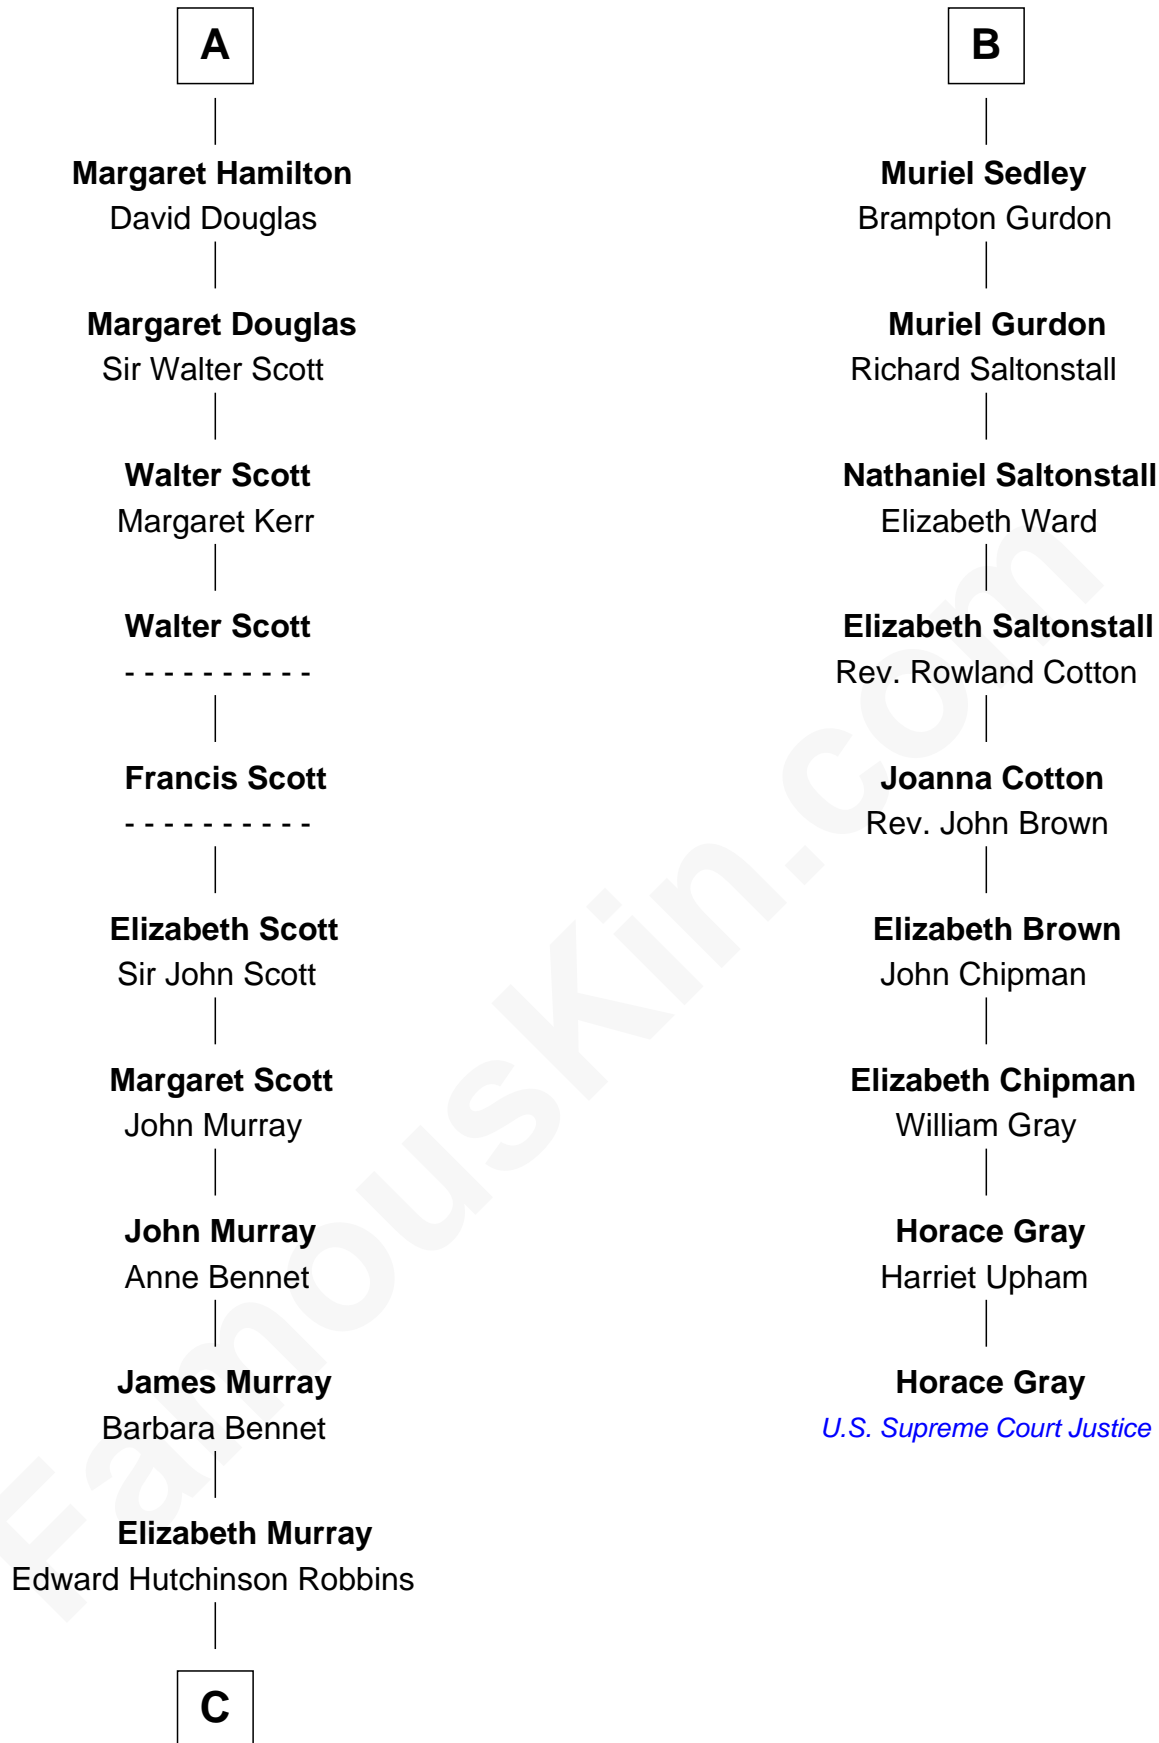 A
Margaret Hamilton
David Douglas
Margaret Douglas
Sir Walter Scott
Walter Scott
Margaret Kerr
Walter Scott
- - - - - - - - - -
Francis Scott
- - - - - - - - - -
Elizabeth Scott
Sir John Scott
Margaret Scott
John Murray
John Murray
Anne Bennet
James Murray
Barbara Bennet
Elizabeth Murray
Edward Hutchinson Robbins
C
B
Muriel Sedley
Brampton Gurdon
Muriel Gurdon
Richard Saltonstall
Nathaniel Saltonstall
Elizabeth Ward
Elizabeth Saltonstall
Rev. Rowland Cotton
Joanna Cotton
Rev. John Brown
Elizabeth Brown
John Chipman
Elizabeth Chipman
William Gray
Horace Gray
Harriet Upham
Horace Gray
U.S. Supreme Court Justice
FamousKin.com